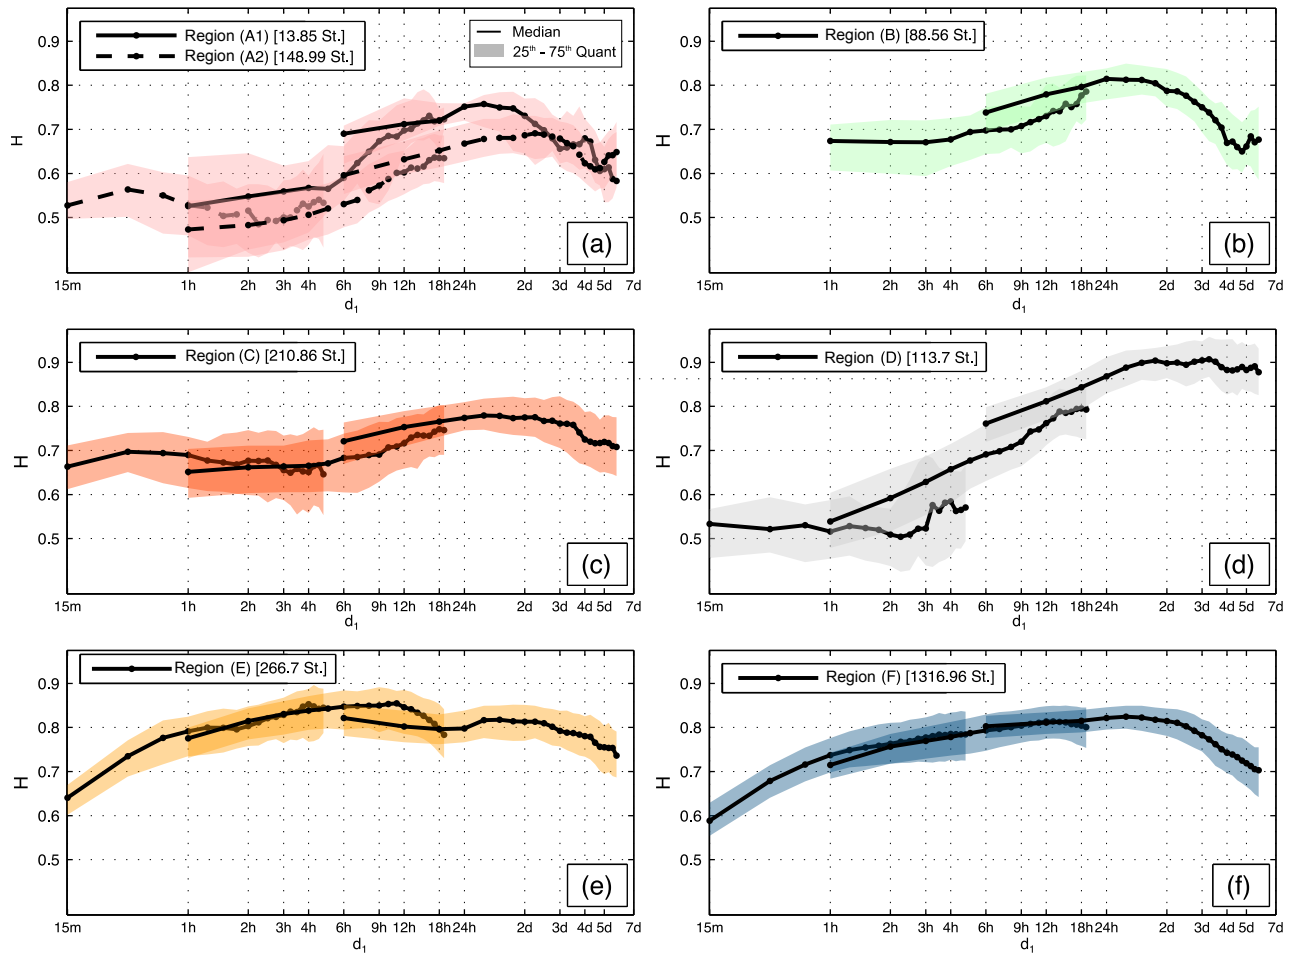 Region (A1) [13.85 St.]
Region (A2) [148.99 St.]
Median
25th - 75th Quant
0.9
0.8
0.7
0.6
0.5
H
(a)
15m 1h 2h 3h 4h 6h 9h 12h 18h 24h 2d 3d 4d 5d 7d
d1
Region (B) [88.56 St.]
0.9
0.8
0.7
0.6
0.5
H
(b)
15m 1h 2h 3h 4h 6h 9h 12h 18h 24h 2d 3d 4d 5d 7d
d1
Region (C) [210.86 St.]
0.9
0.8
0.7
0.6
0.5
H
(c)
15m 1h 2h 3h 4h 6h 9h 12h 18h 24h 2d 3d 4d 5d 7d
d1
Region (D) [113.7 St.]
0.9
0.8
0.7
0.6
0.5
H
(d)
15m 1h 2h 3h 4h 6h 9h 12h 18h 24h 2d 3d 4d 5d 7d
d1
Region (E) [266.7 St.]
0.9
0.8
0.7
0.6
0.5
H
(e)
15m 1h 2h 3h 4h 6h 9h 12h 18h 24h 2d 3d 4d 5d 7d
d1
Region (F) [1316.96 St.]
0.9
0.8
0.7
0.6
0.5
H
(f)
15m 1h 2h 3h 4h 6h 9h 12h 18h 24h 2d 3d 4d 5d 7d
d1